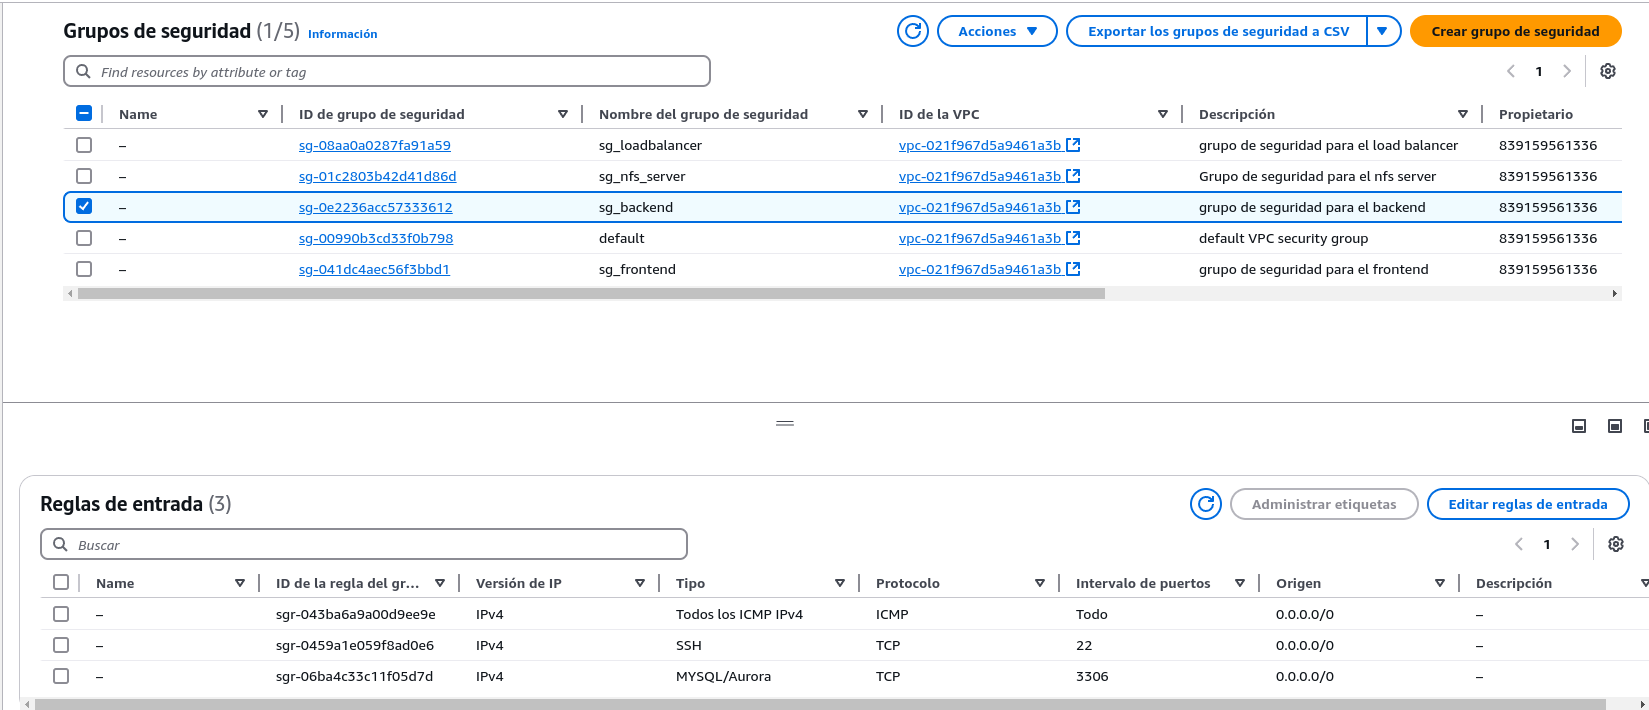 Grupos de seguridad (1/5) Información Acciones Exportar los grupos de seguridad a CSV Crear grupo de seguridad
Find resources by attribute or tag 1
Name ID de grupo de seguridad Nombre del grupo de seguridad ID de la VPC Descripción Propietario
– sg-08aa0a0287fa91a59 sg_loadbalancer vpc-021f967d5a9461a3b grupo de seguridad para el load balancer 839159561336
– sg-01c2803b42d41d86d sg_nfs_server vpc-021f967d5a9461a3b Grupo de seguridad para el nfs server 839159561336
– sg-0e2236acc57333612 sg_backend vpc-021f967d5a9461a3b grupo de seguridad para el backend 839159561336
– sg-00990b3cd33f0b798 default vpc-021f967d5a9461a3b default VPC security group 839159561336
– sg-041dc4aec56f3bbd1 sg_frontend vpc-021f967d5a9461a3b grupo de seguridad para el frontend 839159561336
Reglas de entrada (3) Administrar etiquetas Editar reglas de entrada
Buscar 1
Name ID de la regla del gr... Versión de IP Tipo Protocolo Intervalo de puertos Origen Descripción
– sgr-043ba6a9a00d9ee9e IPv4 Todos los ICMP IPv4 ICMP Todo 0.0.0.0/0 –
– sgr-0459a1e059f8ad0e6 IPv4 SSH TCP 22 0.0.0.0/0 –
– sgr-06ba4c33c11f05d7d IPv4 MYSQL/Aurora TCP 3306 0.0.0.0/0 –